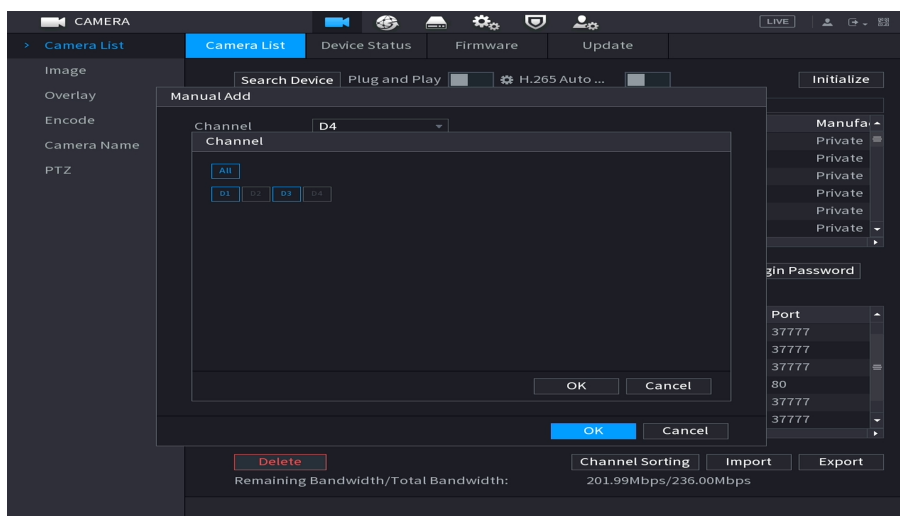 CAMERA LIVE
> Camera List Camera List Device Status Firmware Update
Image
Search Device Plug and Play H.265 Auto ... Initialize
Overlay
Manual Add
Encode
Channel D4 Manufa
Camera Name
Channel Private
Private
PTZ
All Private
D1 D2 D3 D4 Private
Private
Private
gin Password
Port
37777
37777
37777
OK Cancel 80
37777
37777
OK Cancel
Delete Channel Sorting Import Export
Remaining Bandwidth/Total Bandwidth: 201.99Mbps/236.00Mbps